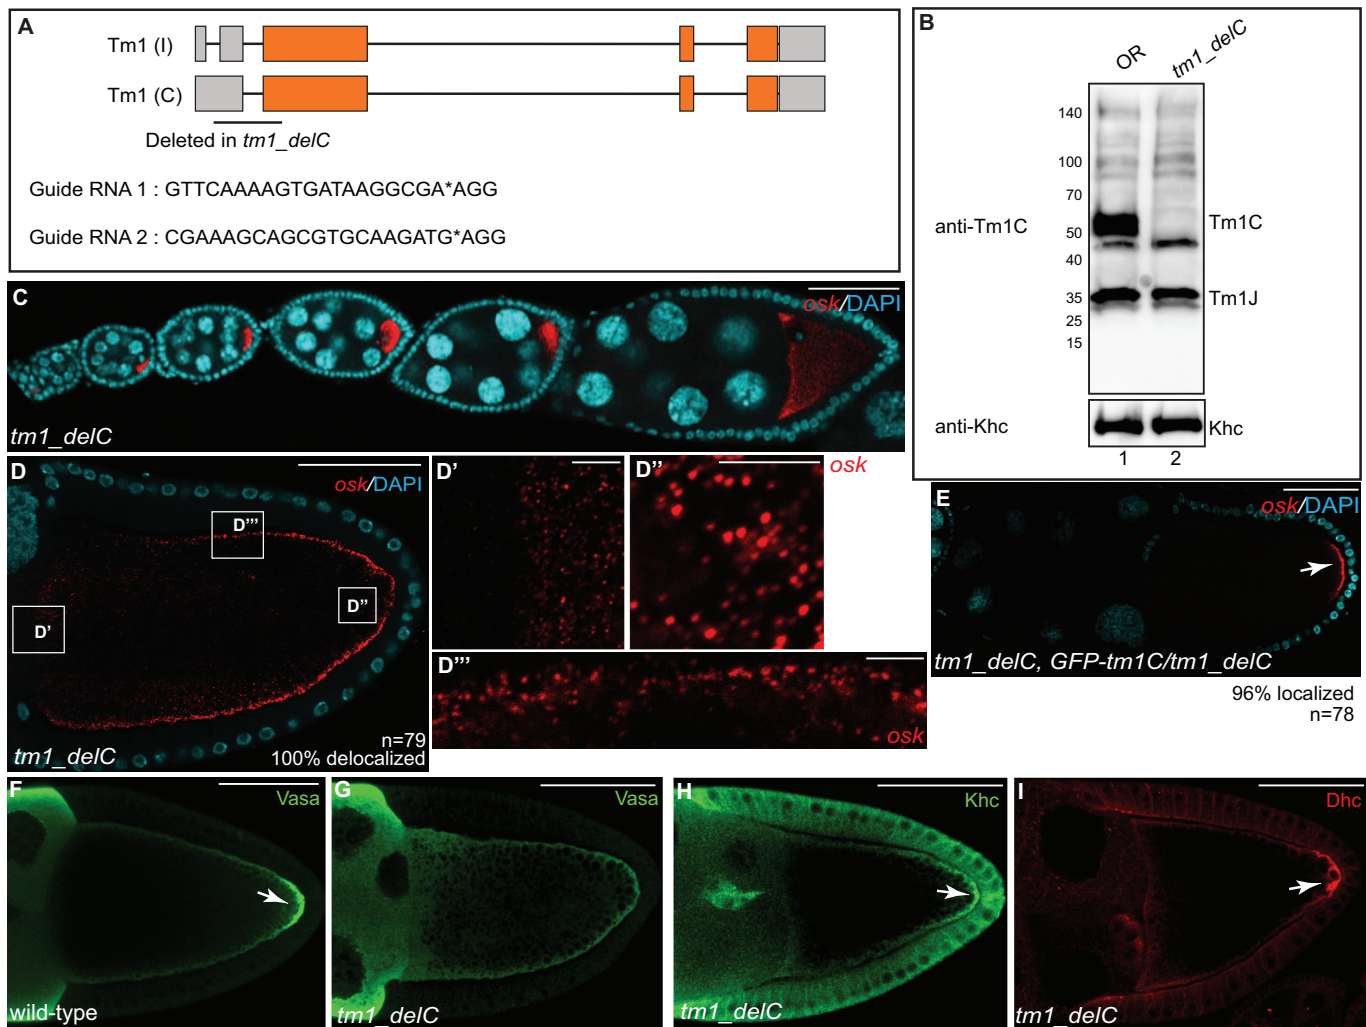 A
Tm1 (I)
Tm1 (C)
Deleted in tm1_delC
Guide RNA 1 : GTTCAAAAGTGATAAGGCGA*AGG
Guide RNA 2 : CGAAAGCAGCGTGCAAGATG*AGG
B
OR
tm1_delC
140
100
70
50
40
35
25
15
anti-Tm1C
Tm1C
Tm1J
anti-Khc
Khc
1 2
C
osk/DAPI
tm1_delC
D
osk/DAPI
D'''
D''
D'
n=79
tm1_delC
100% delocalized
D'
D''
osk
D'''
osk
E
osk/DAPI
tm1_delC, GFP-tm1C/tm1_delC
96% localized
n=78
F
Vasa
wild-type
G
Vasa
tm1_delC
H
Khc
tm1_delC
I
Dhc
tm1_delC